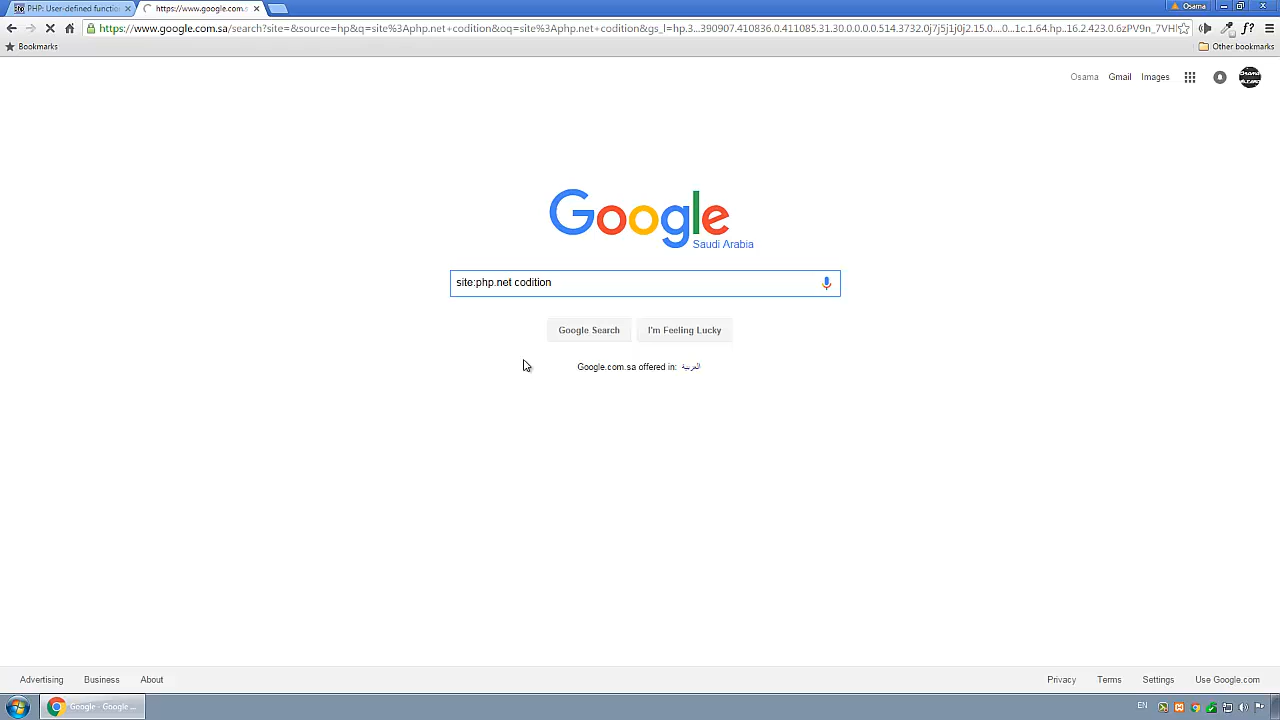 PHP: User-defined functio
https://www.google.com.s
Osama
https://www.google.com.sa/search?site=&source=hp&q=site%3Aphp.net+codition&oq=site%3Aphp.net+codition&gs_l=hp.3...390907.410836.0.411085.31.30.0.0.0.0.514.3732.0j7j5j1j0j2.15.0....0...1c.1.64.hp..16.2.423.0.6zPV9n_7VHI
Bookmarks
Other bookmarks
Osama Gmail Images
Google
Saudi Arabia
site:php.net codition
Google Search I'm Feeling Lucky
Google.com.sa offered in: العربية
Advertising Business About Privacy Terms Settings Use Google.com
Google - Google ...
EN